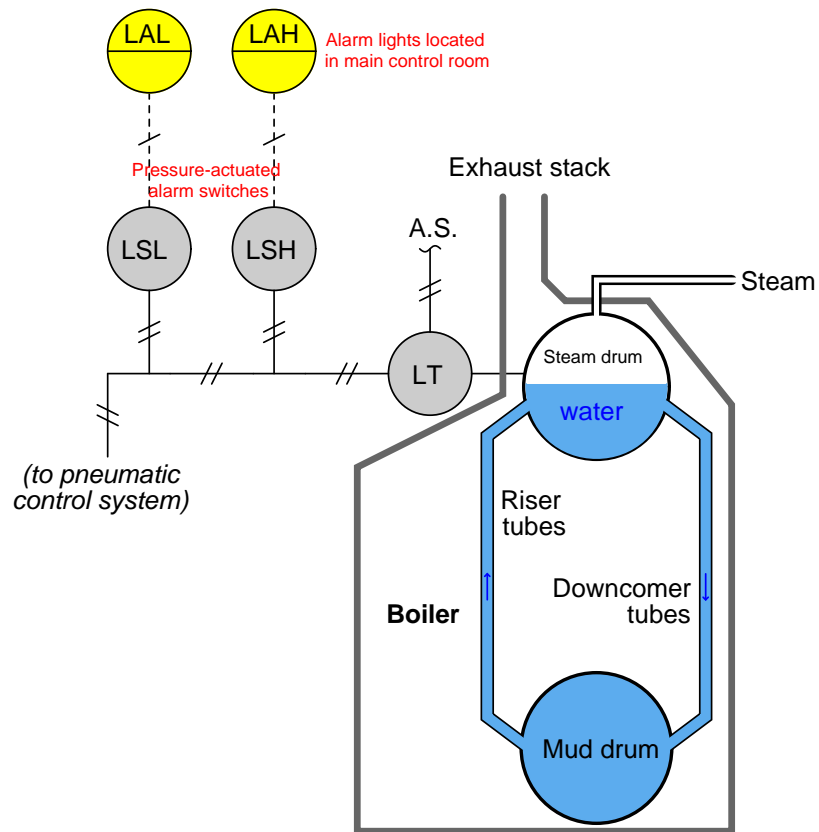 LAL
LAH
Alarm lights located
in main control room
Pressure-actuated
alarm switches
Exhaust stack
LSL
LSH
A.S.
Steam
Steam drum
LT
water
(to pneumatic
control system)
Riser
tubes
Downcomer
tubes
Boiler
Mud drum